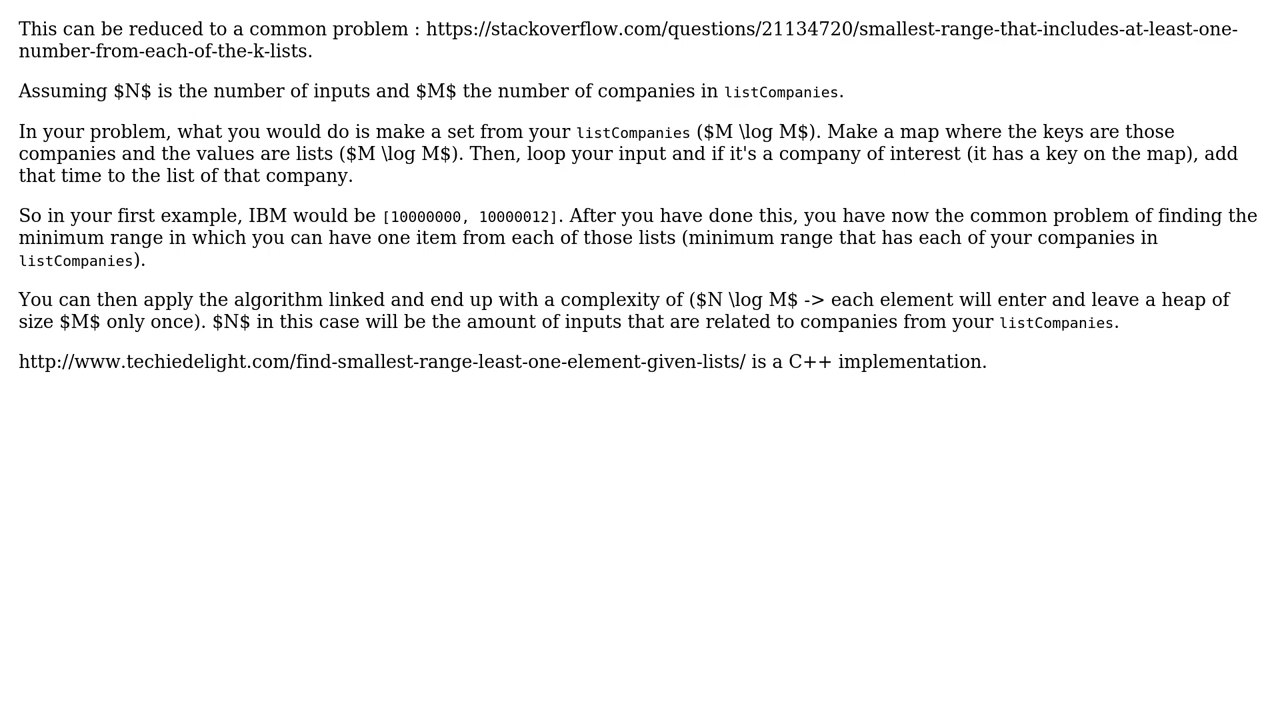 This can be reduced to a common problem : https://stackoverflow.com/questions/21134720/smallest-range-that-includes-at-least-one-
number-from-each-of-the-k-lists.
Assuming $N$ is the number of inputs and $M$ the number of companies in listCompanies.
In your problem, what you would do is make a set from your listCompanies ($M \log M$). Make a map where the keys are those
companies and the values are lists ($M \log M$). Then, loop your input and if it's a company of interest (it has a key on the map), add
that time to the list of that company.
So in your first example, IBM would be [10000000, 10000012]. After you have done this, you have now the common problem of finding the
minimum range in which you can have one item from each of those lists (minimum range that has each of your companies in
listCompanies).
You can then apply the algorithm linked and end up with a complexity of ($N \log M$ -> each element will enter and leave a heap of
size $M$ only once). $N$ in this case will be the amount of inputs that are related to companies from your listCompanies.
http://www.techiedelight.com/find-smallest-range-least-one-element-given-lists/ is a C++ implementation.